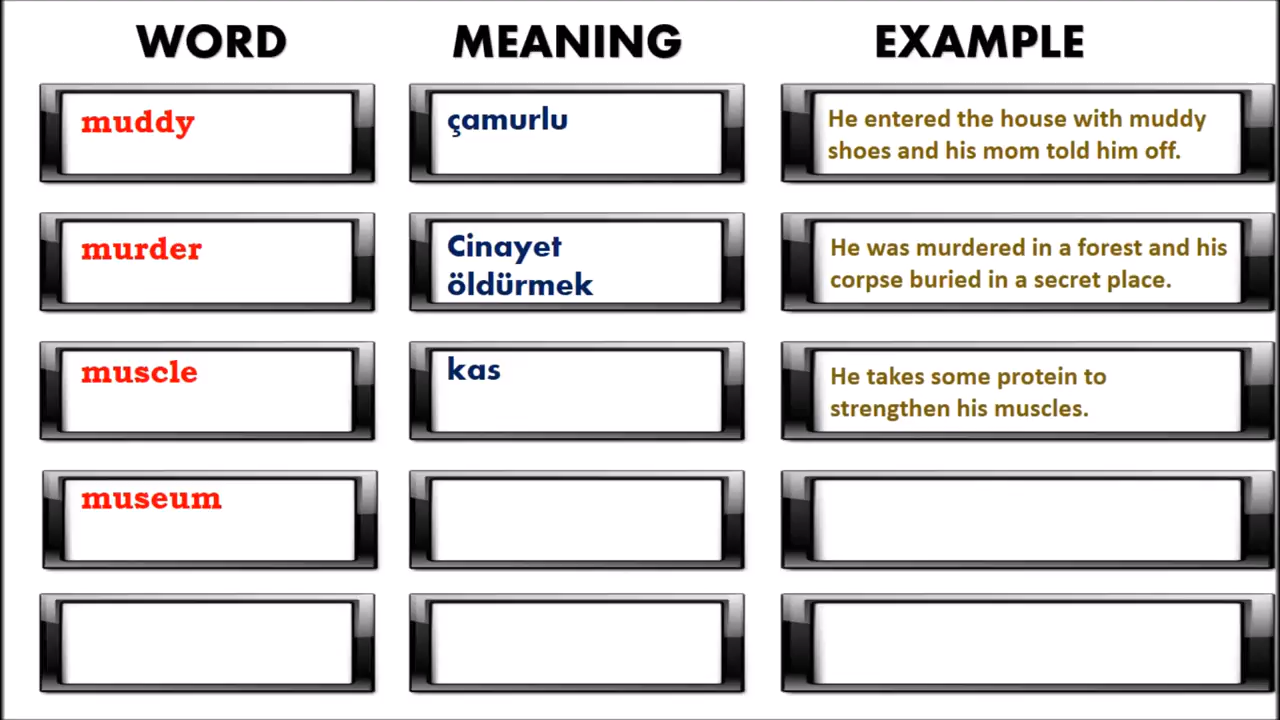 WORD MEANING EXAMPLE
muddy
çamurlu
He entered the house with muddy
shoes and his mom told him off.
murder
Cinayet
öldürmek
He was murdered in a forest and his
corpse buried in a secret place.
muscle
kas
He takes some protein to
strengthen his muscles.
museum